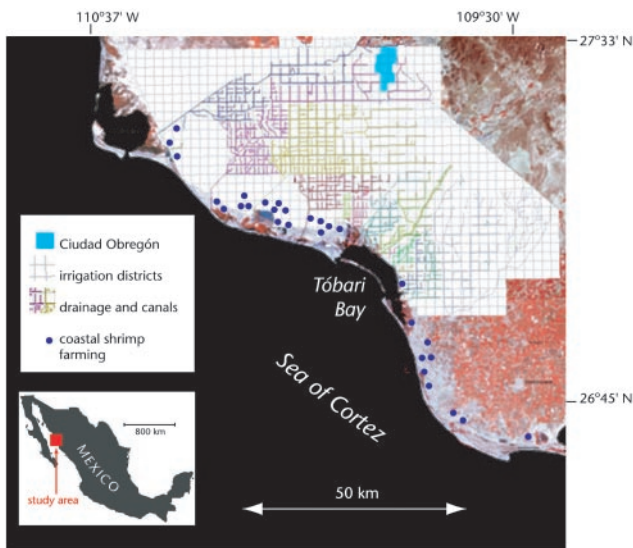 110°37' W
109°30' W
27°33' N
Ciudad Obregón
irrigation districts
drainage and canals
coastal shrimp
farming
Tóbari
Bay
Sea of Cortez
26°45' N
800 km
MEXICO
study area
50 km